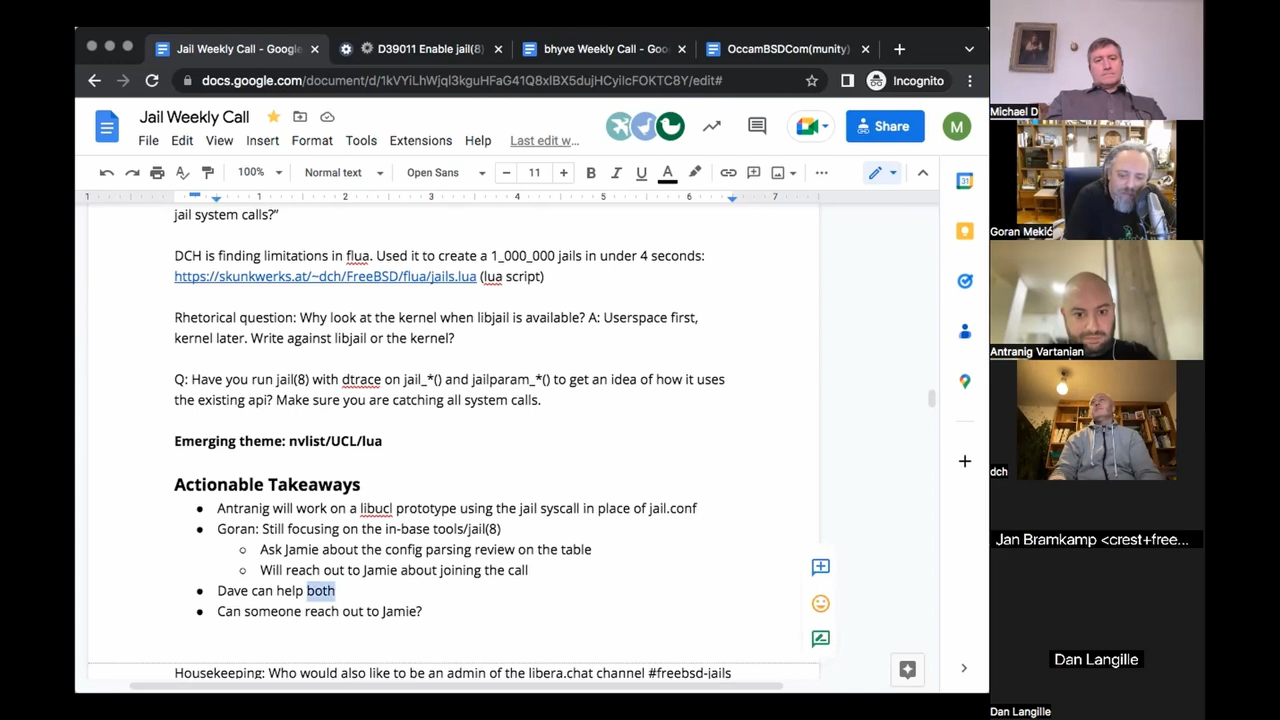 Jail Weekly Call - Google
D39011 Enable jail(8)
bhyve Weekly Call - Goo
OccamBSDCom(munity)
docs.google.com/document/d/1kVYiLhWjqI3kguHFaG41Q8xIBX5dujHCyiIcFOKTC8Y/edit#
Incognito
Jail Weekly Call
File Edit View Insert Format Tools Extensions Help Last edit w...
Share
M
100% Normal text Open Sans 11 B I U A
1 1 2 3 4 5 6 7
jail system calls?”
DCH is finding limitations in flua. Used it to create a 1_000_000 jails in under 4 seconds:
https://skunkwerks.at/~dch/FreeBSD/flua/jails.lua (lua script)
Rhetorical question: Why look at the kernel when libjail is available? A: Userspace first,
kernel later. Write against libjail or the kernel?
Q: Have you run jail(8) with dtrace on jail_*() and jailparam_*() to get an idea of how it uses
the existing api? Make sure you are catching all system calls.
Emerging theme: nvlist/UCL/lua
Actionable Takeaways
● Antranig will work on a libucl prototype using the jail syscall in place of jail.conf
● Goran: Still focusing on the in-base tools/jail(8)
○ Ask Jamie about the config parsing review on the table
○ Will reach out to Jamie about joining the call
● Dave can help both
● Can someone reach out to Jamie?
Housekeeping: Who would also like to be an admin of the libera.chat channel #freebsd-jails
31
Michael D
Goran Mekić
Antranig Vartanian
dch
Jan Bramkamp <crest+free...
Dan Langille
Dan Langille